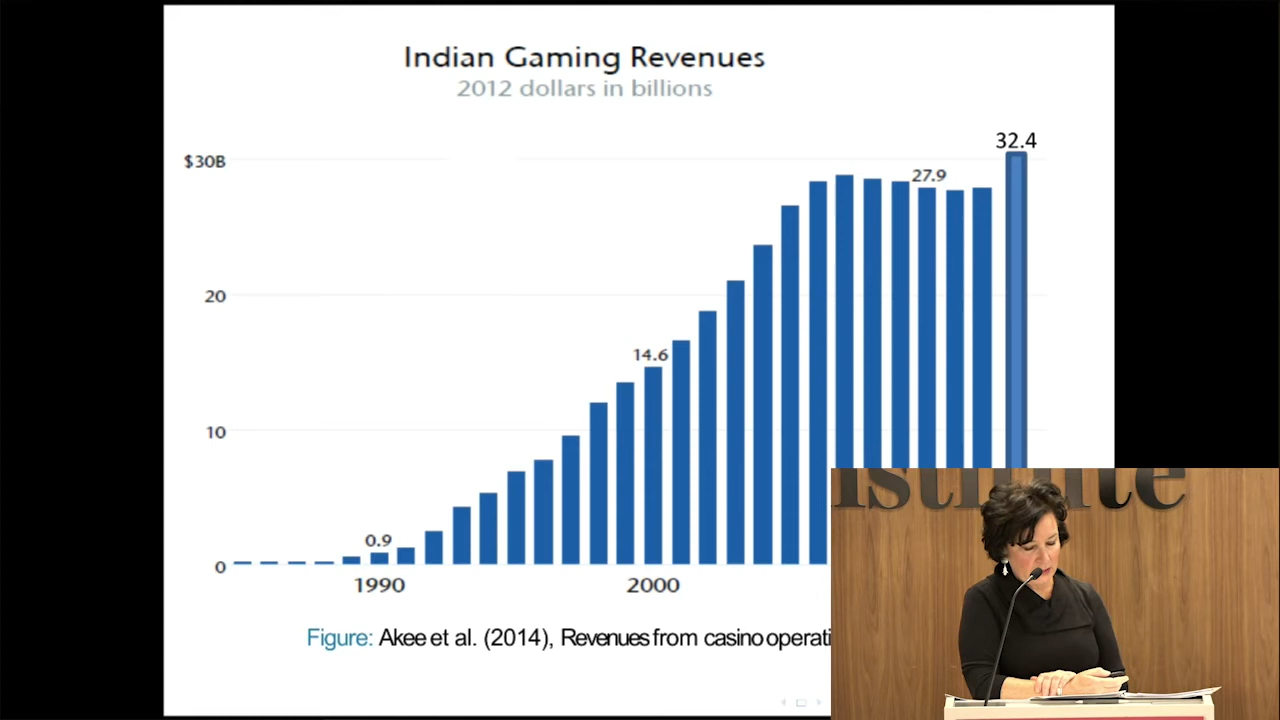 Indian Gaming Revenues
2012 dollars in billions
32.4
$30B
27.9
20
14.6
10
0.9
0
1990
2000
Figure: Akee et al. (2014), Revenues from casino